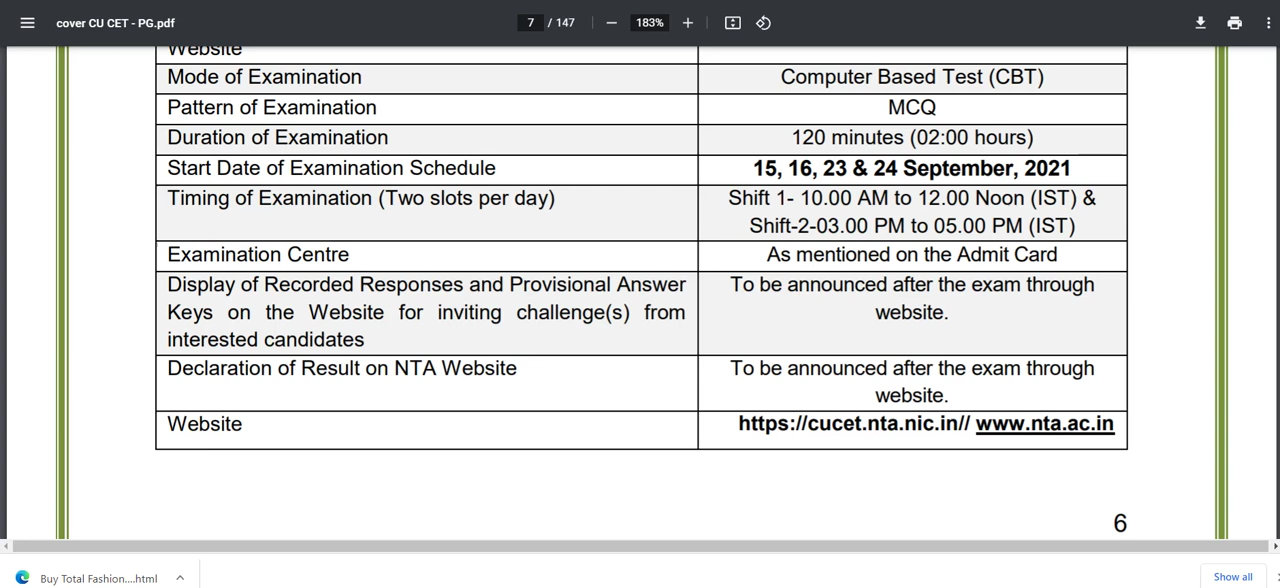 cover CU CET - PG.pdf
7 / 147
183%
Website
Mode of Examination
Computer Based Test (CBT)
Pattern of Examination
MCQ
Duration of Examination
120 minutes (02:00 hours)
Start Date of Examination Schedule
15, 16, 23 & 24 September, 2021
Timing of Examination (Two slots per day)
Shift 1- 10.00 AM to 12.00 Noon (IST) &
Shift-2-03.00 PM to 05.00 PM (IST)
Examination Centre
As mentioned on the Admit Card
Display of Recorded Responses and Provisional Answer
Keys on the Website for inviting challenge(s) from
interested candidates
To be announced after the exam through
website.
Declaration of Result on NTA Website
To be announced after the exam through
website.
Website
https://cucet.nta.nic.in// www.nta.ac.in
6
Buy Total Fashion....html
Show all